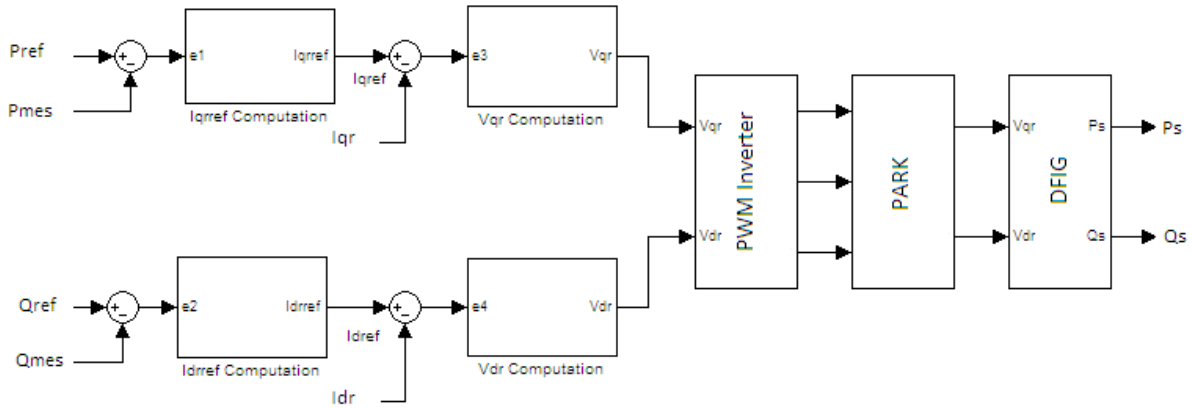 Pref
Pmes
+
−
e1
Iqrref
Iqrref Computation
Iqref
Iqr
+
−
e3
Vqr
Vqr Computation
Qref
Qmes
+
−
e2
Idrref
Idrref Computation
Idref
Idr
+
−
e4
Vdr
Vdr Computation
Vqr
Vdr
PWM Inverter
PARK
Vqr
Vdr
DFIG
Ps
Qs
Ps
Qs